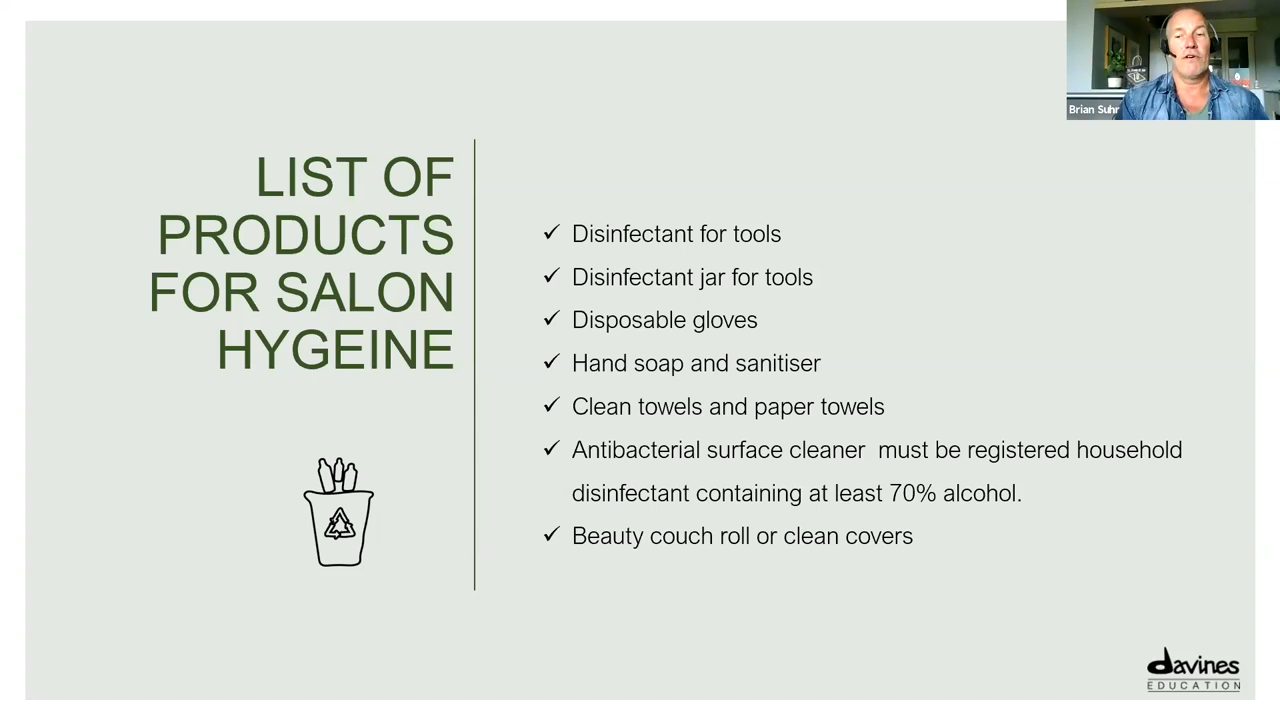 Brian Suhr
LIST OF
PRODUCTS
FOR SALON
HYGEINE
✓ Disinfectant for tools
✓ Disinfectant jar for tools
✓ Disposable gloves
✓ Hand soap and sanitiser
✓ Clean towels and paper towels
✓ Antibacterial surface cleaner must be registered household
disinfectant containing at least 70% alcohol.
✓ Beauty couch roll or clean covers
davines
EDUCATION